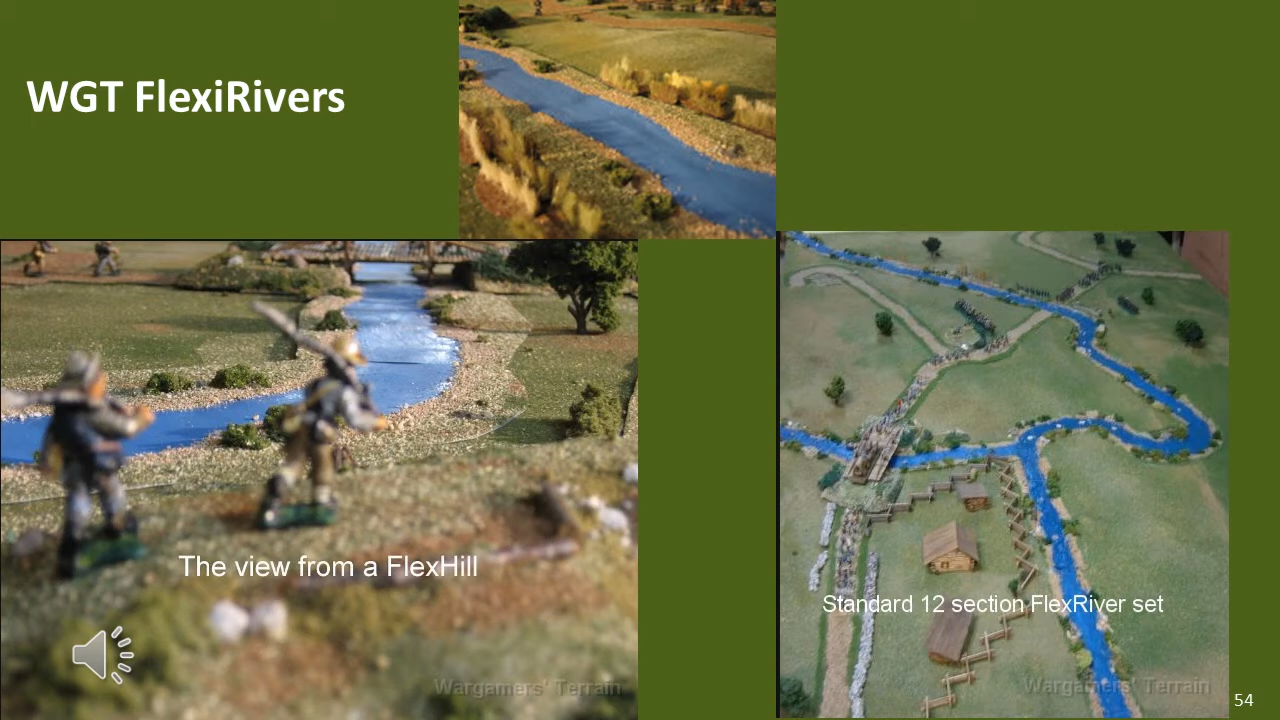 WGT FlexiRivers
The view from a FlexHill
Standard 12 section FlexRiver set
Wargamers' Terrain
Wargamers' Terrain
54